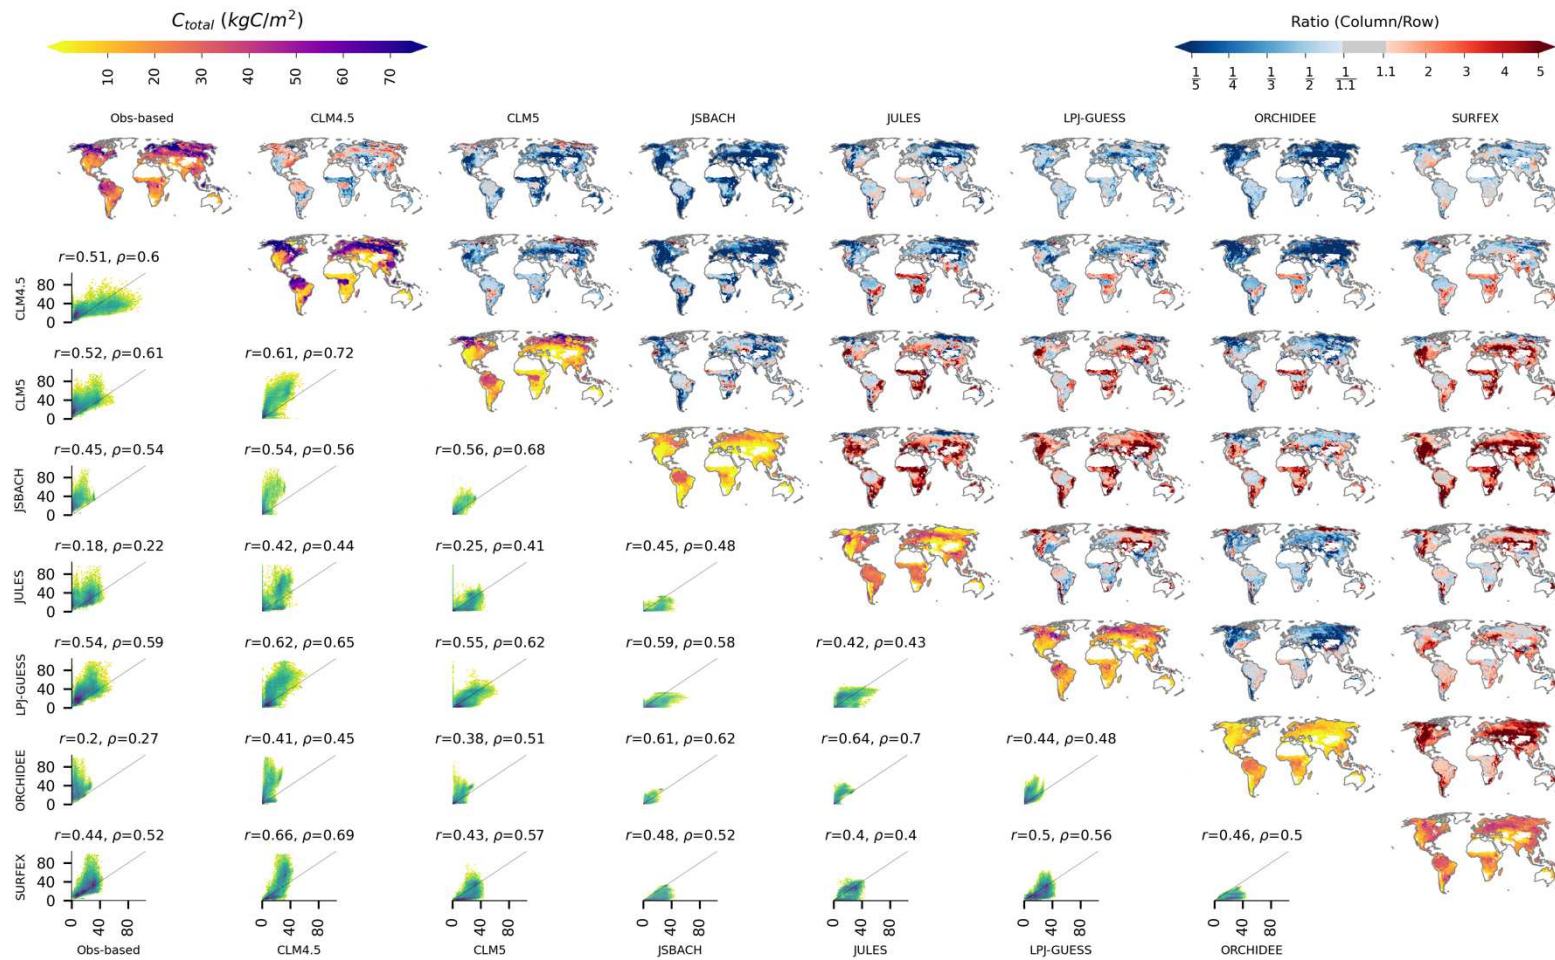 C_total (kgC/m²)
10 20 30 40 50 60 70
Ratio (Column/Row)
1/5 1/4 1/3 1/2 1/1.1 1.1 2 3 4 5
Obs-based CLM4.5 CLM5 JSBACH JULES LPJ-GUESS ORCHIDEE SURFEX
r=0.51, ρ=0.6
CLM4.5
80
40
0
r=0.52, ρ=0.61 r=0.61, ρ=0.72
CLM5
80
40
0
r=0.45, ρ=0.54 r=0.54, ρ=0.56 r=0.56, ρ=0.68
JSBACH
80
40
0
r=0.18, ρ=0.22 r=0.42, ρ=0.44 r=0.25, ρ=0.41 r=0.45, ρ=0.48
JULES
80
40
0
r=0.54, ρ=0.59 r=0.62, ρ=0.65 r=0.55, ρ=0.62 r=0.59, ρ=0.58 r=0.42, ρ=0.43
LPJ-GUESS
80
40
0
r=0.2, ρ=0.27 r=0.41, ρ=0.45 r=0.38, ρ=0.51 r=0.61, ρ=0.62 r=0.64, ρ=0.7 r=0.44, ρ=0.48
ORCHIDEE
80
40
0
r=0.44, ρ=0.52 r=0.66, ρ=0.69 r=0.43, ρ=0.57 r=0.48, ρ=0.52 r=0.4, ρ=0.4 r=0.5, ρ=0.56 r=0.46, ρ=0.5
SURFEX
80
40
0
0 40 80 0 40 80 0 40 80 0 40 80 0 40 80 0 40 80 0 40 80
Obs-based CLM4.5 CLM5 JSBACH JULES LPJ-GUESS ORCHIDEE